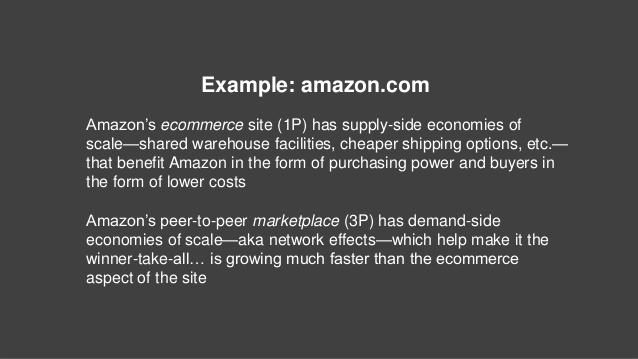 Example: amazon.com
Amazon’s ecommerce site (1P) has supply-side economies of
scale—shared warehouse facilities, cheaper shipping options, etc.—
that benefit Amazon in the form of purchasing power and buyers in
the form of lower costs
Amazon’s peer-to-peer marketplace (3P) has demand-side
economies of scale—aka network effects—which help make it the
winner-take-all… is growing much faster than the ecommerce
aspect of the site